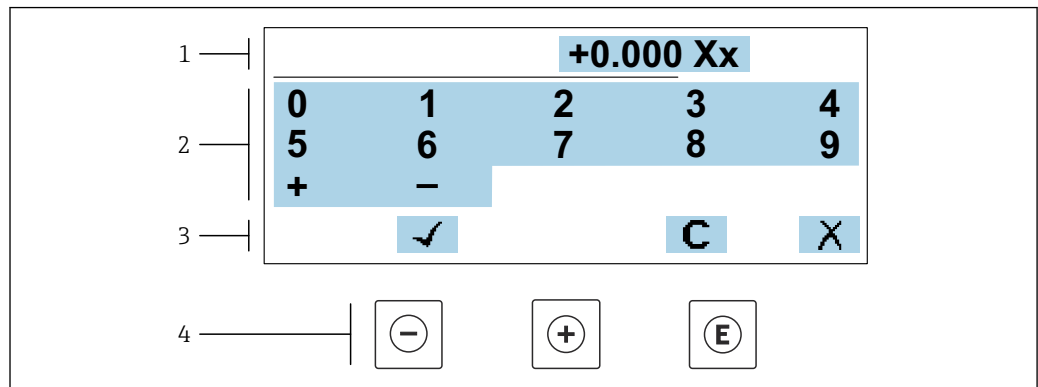 1 +0.000 Xx
0 1 2 3 4
2 5 6 7 8 9
+ −
3 ✓ C X
4 − + E